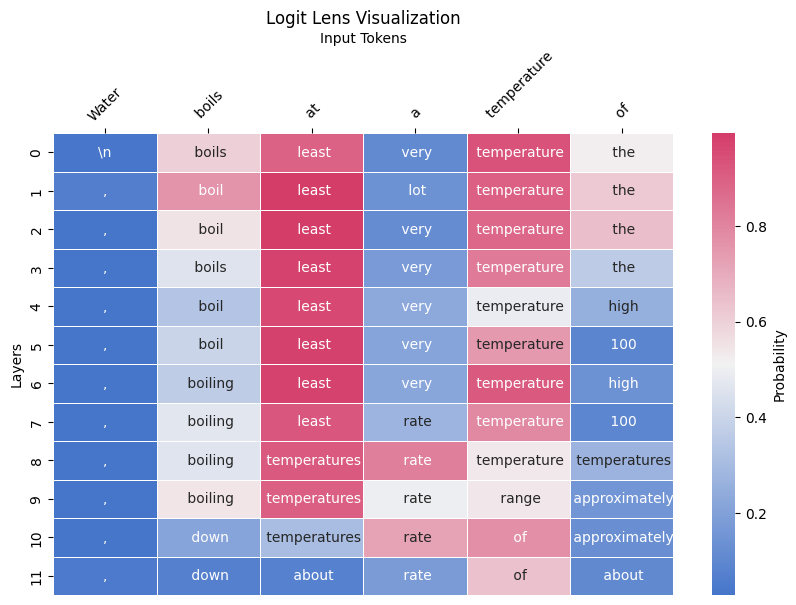 Logit Lens Visualization
Input Tokens
Water boils at a temperature of
0 \n boils least very temperature the
1 , boil least lot temperature the
2 , boil least very temperature the
3 , boils least very temperature the
4 , boil least very temperature high
5 , boil least very temperature 100
6 , boiling least very temperature high
7 , boiling least rate temperature 100
8 , boiling temperatures rate temperature temperatures
9 , boiling temperatures rate range approximately
10 , down temperatures rate of approximately
11 , down about rate of about
Layers
0.8
0.6
0.4
0.2
Probability